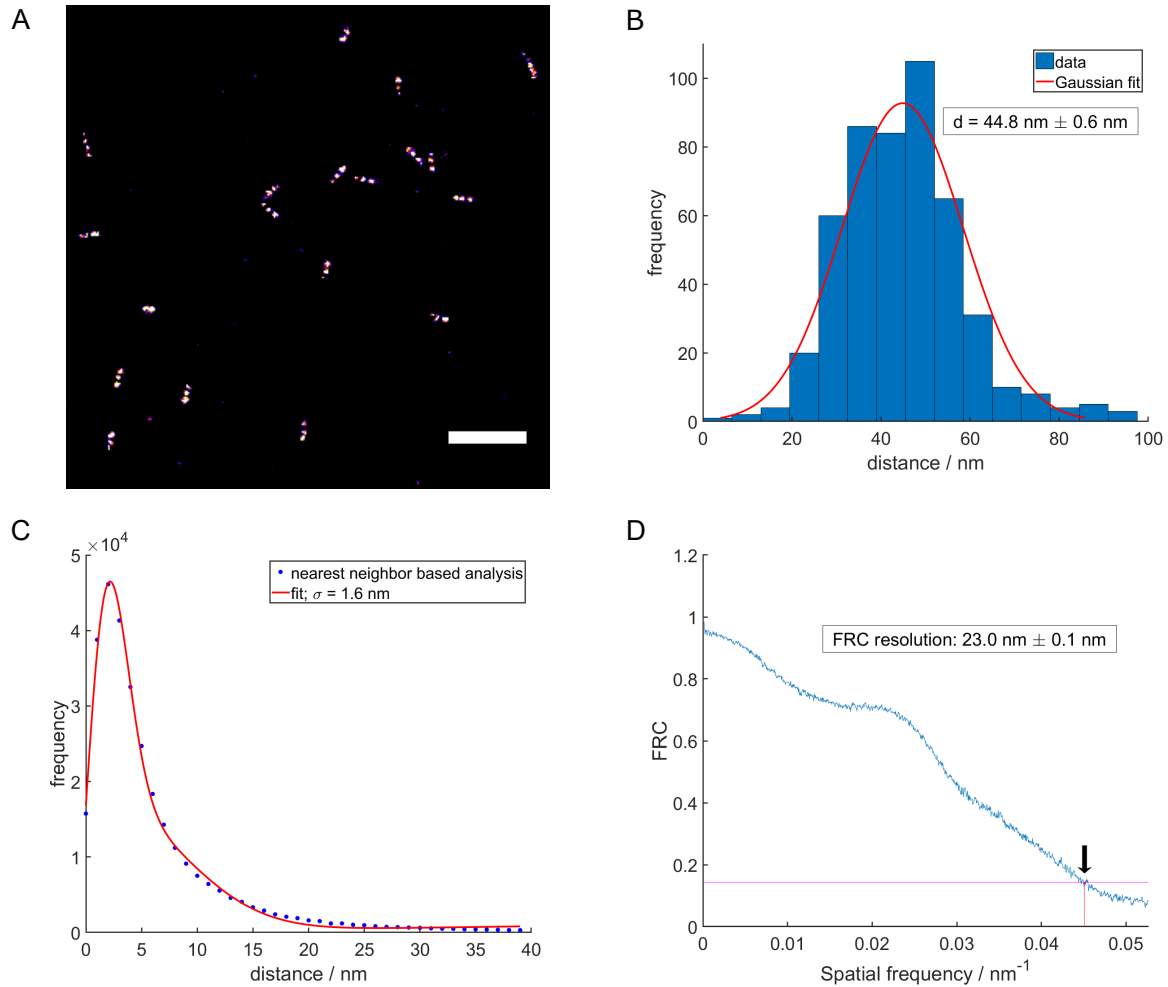 A
B
data
Gaussian fit
d = 44.8 nm ± 0.6 nm
100
80
60
40
20
0
frequency
0 20 40 60 80 100
distance / nm
C
×10⁴
nearest neighbor based analysis
fit; σ = 1.6 nm
5
4
3
2
1
0
frequency
0 5 10 15 20 25 30 35 40
distance / nm
D
FRC resolution: 23.0 nm ± 0.1 nm
1.2
1
0.8
0.6
0.4
0.2
0
FRC
0 0.01 0.02 0.03 0.04 0.05
Spatial frequency / nm⁻¹